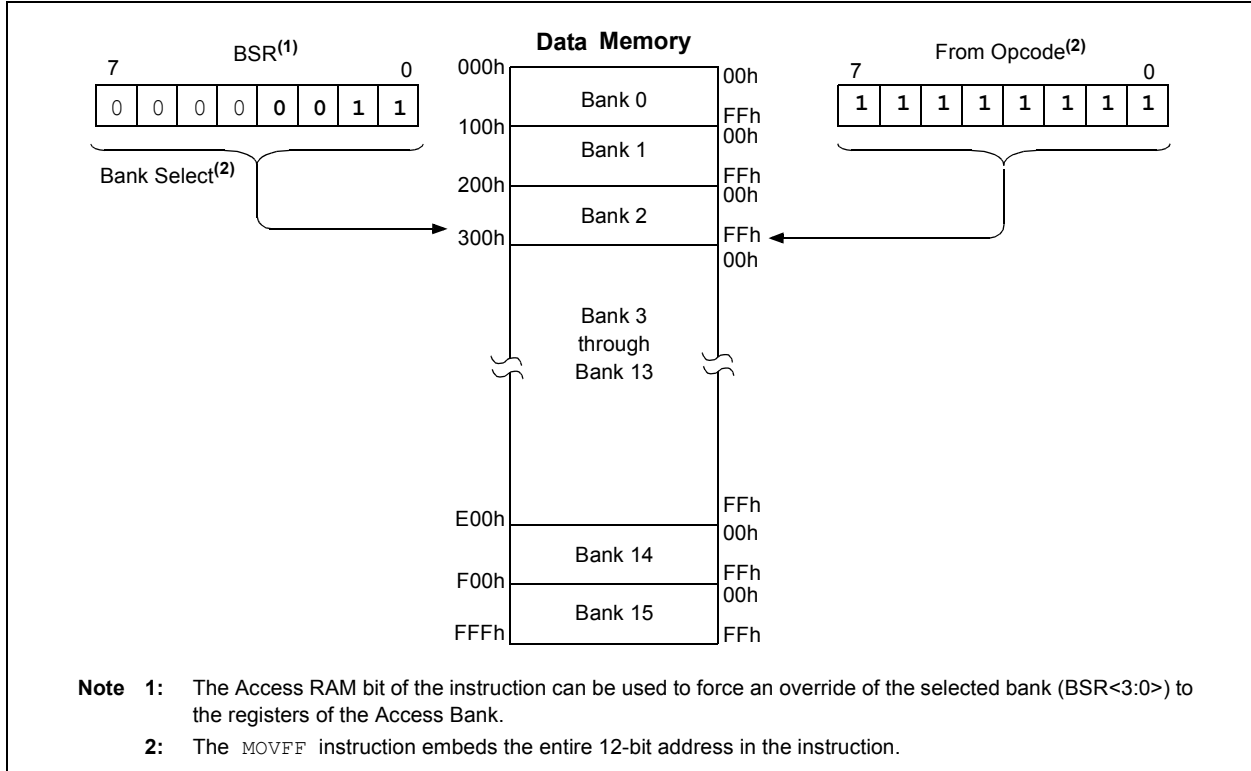 Data Memory
BSR(1)
7 0
0 0 0 0 0 0 1 1
Bank Select(2)
From Opcode(2)
7 0
1 1 1 1 1 1 1 1
000h 00h
Bank 0
FFh
100h 00h
Bank 1
FFh
200h 00h
Bank 2
FFh
300h 00h
Bank 3
through
Bank 13
FFh
E00h 00h
Bank 14
FFh
F00h 00h
Bank 15
FFFh FFh
Note 1: The Access RAM bit of the instruction can be used to force an override of the selected bank (BSR<3:0>) to
the registers of the Access Bank.
2: The MOVFF instruction embeds the entire 12-bit address in the instruction.